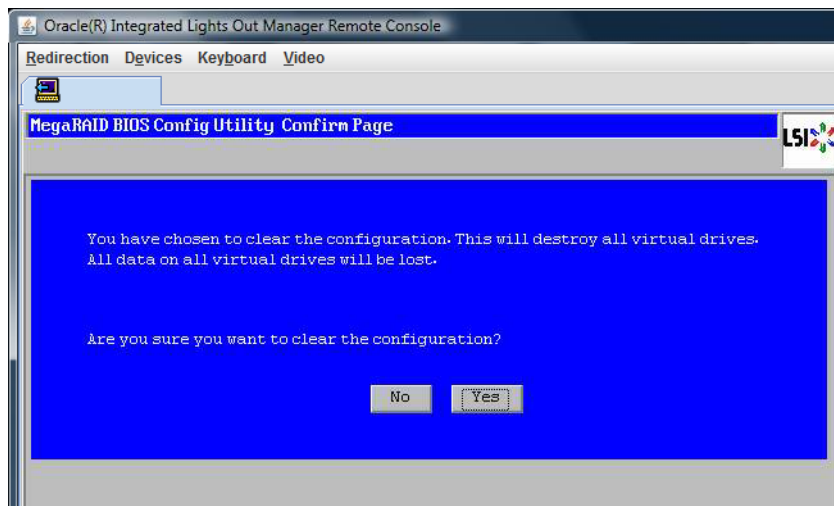 Oracle(R) Integrated Lights Out Manager Remote Console
Redirection Devices Keyboard Video
MegaRAID BIOS Config Utility Confirm Page
LSI
You have chosen to clear the configuration. This will destroy all virtual drives.
All data on all virtual drives will be lost.
Are you sure you want to clear the configuration?
No Yes